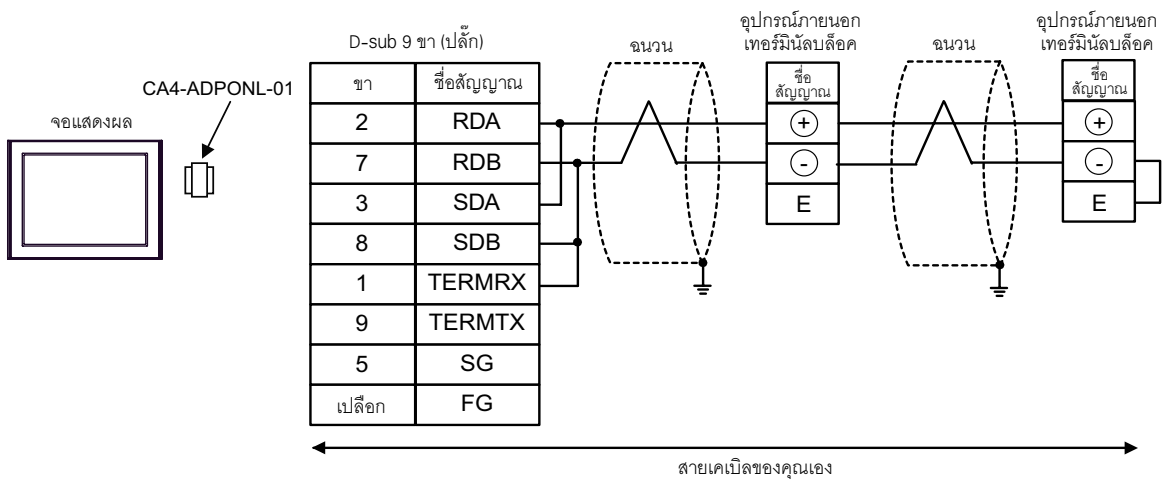 อุปกรณ์ภายนอก
เทอร์มินัลบล็อค
อุปกรณ์ภายนอก
เทอร์มินัลบล็อค
D-sub 9 ขา (ปลั๊ก)
ฉนวน
ฉนวน
CA4-ADPONL-01
จอแสดงผล
ขา ชื่อสัญญาณ
2 RDA
7 RDB
3 SDA
8 SDB
1 TERMRX
9 TERMTX
5 SG
เปลือก FG
ชื่อ
สัญญาณ
+
-
E
ชื่อ
สัญญาณ
+
-
E
สายเคเบิลของคุณเอง